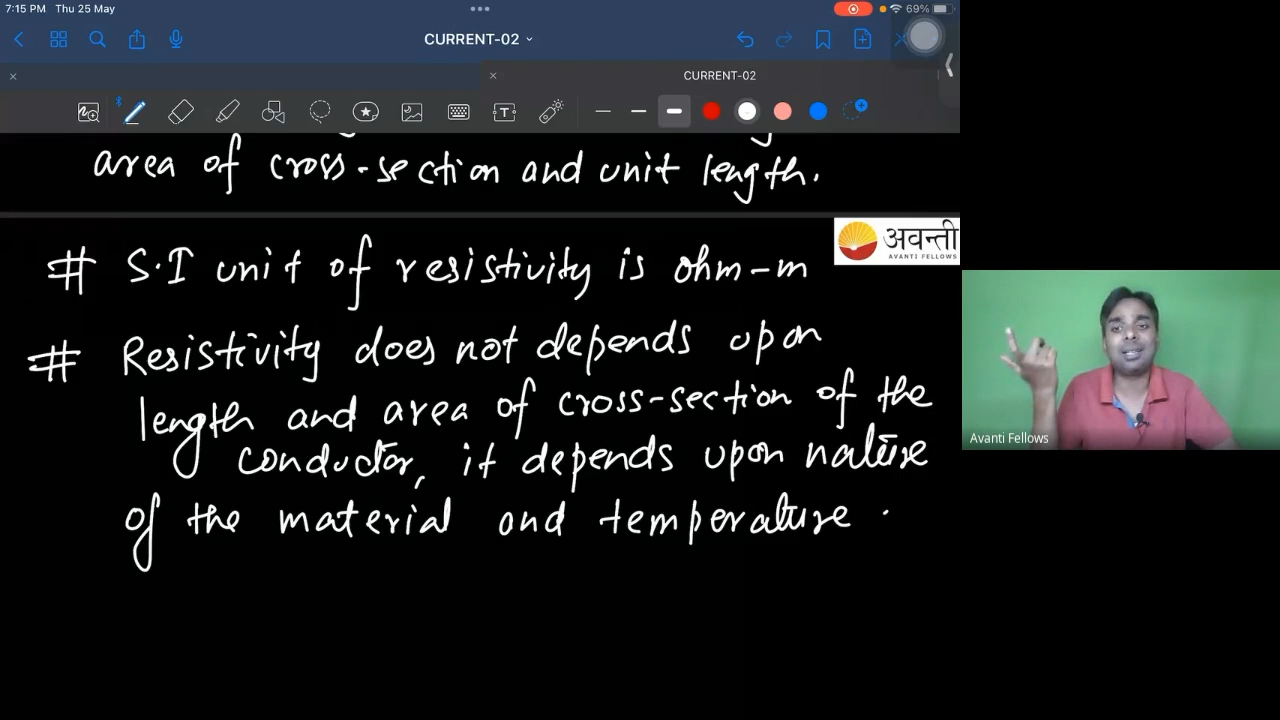 7:15 PM Thu 25 May
69%
CURRENT-02
CURRENT-02
area of cross-section and unit length.
अवन्ती
AVANTI FELLOWS
# S.I unit of resistivity is ohm-m
# Resistivity does not depends upon
length and area of cross-section of the
conductor, it depends upon nature
of the material and temperature.
Avanti Fellows